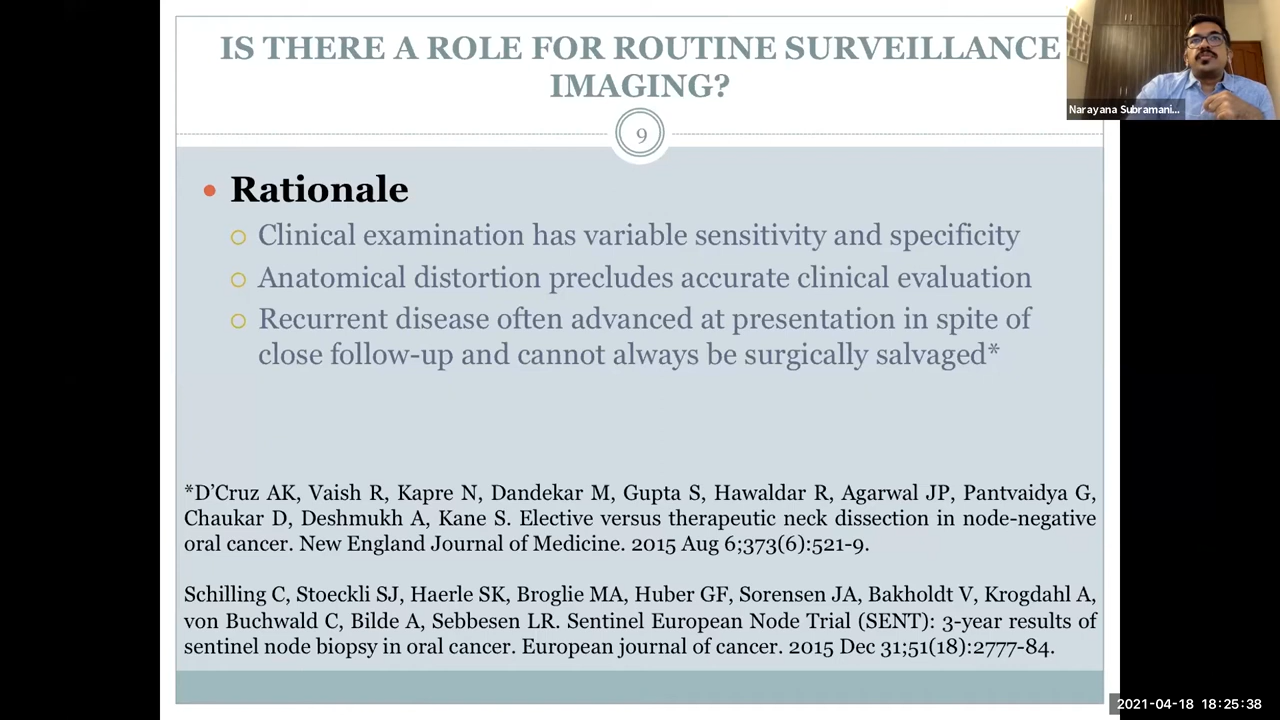 IS THERE A ROLE FOR ROUTINE SURVEILLANCE
IMAGING?
Narayana Subramani...
9
• Rationale
Clinical examination has variable sensitivity and specificity
Anatomical distortion precludes accurate clinical evaluation
Recurrent disease often advanced at presentation in spite of
close follow-up and cannot always be surgically salvaged*
*D’Cruz AK, Vaish R, Kapre N, Dandekar M, Gupta S, Hawaldar R, Agarwal JP, Pantvaidya G,
Chaukar D, Deshmukh A, Kane S. Elective versus therapeutic neck dissection in node-negative
oral cancer. New England Journal of Medicine. 2015 Aug 6;373(6):521-9.
Schilling C, Stoeckli SJ, Haerle SK, Broglie MA, Huber GF, Sorensen JA, Bakholdt V, Krogdahl A,
von Buchwald C, Bilde A, Sebbesen LR. Sentinel European Node Trial (SENT): 3-year results of
sentinel node biopsy in oral cancer. European journal of cancer. 2015 Dec 31;51(18):2777-84.
2021-04-18 18:25:38